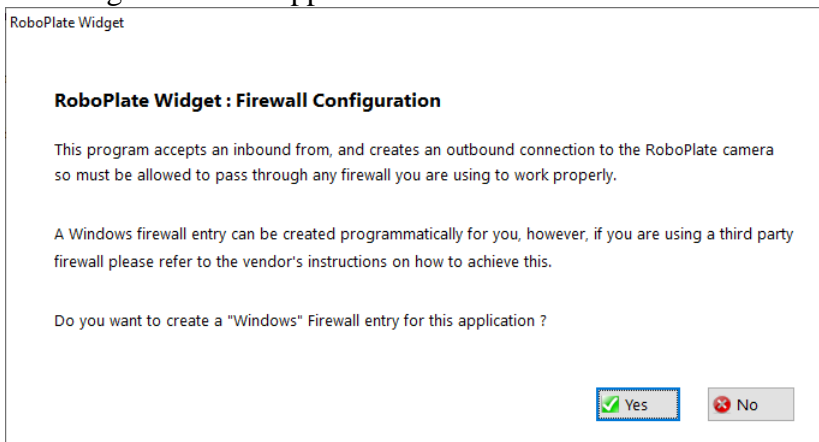 RoboPlate Widget
RoboPlate Widget : Firewall Configuration
This program accepts an inbound from, and creates an outbound connection to the RoboPlate camera
so must be allowed to pass through any firewall you are using to work properly.
A Windows firewall entry can be created programmatically for you, however, if you are using a third party
firewall please refer to the vendor's instructions on how to achieve this.
Do you want to create a "Windows" Firewall entry for this application ?
Yes No